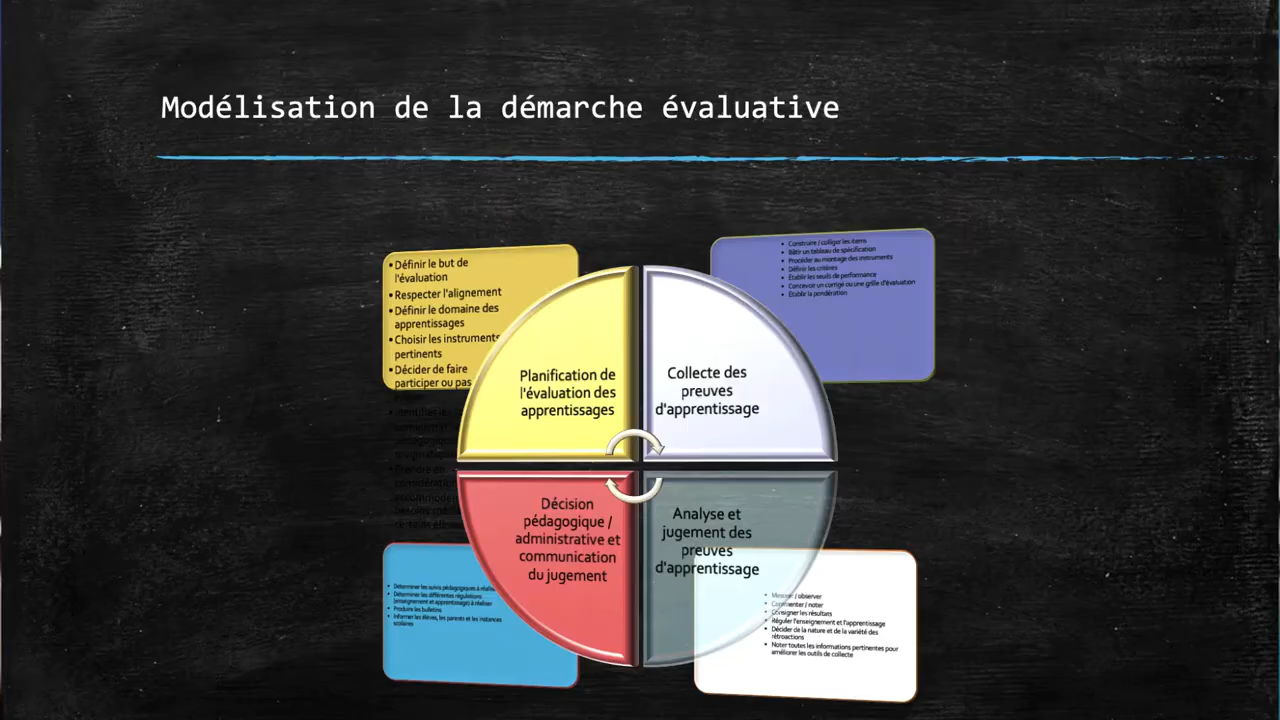 Modélisation de la démarche évaluative
• Définir le but de
l'évaluation
• Respecter l'alignement
• Définir le domaine des
apprentissages
• Choisir les instruments
pertinents
• Décider de faire
participer ou pas
• Identifier les
• Prendre en
• Construire / colliger les items
• Bâtir un tableau de spécification
• Procéder au montage des instruments
• Définir les critères
• Établir les seuils de performance
• Concevoir un corrigé ou une grille d'évaluation
• Établir la pondération
Planification de
l'évaluation des
apprentissages
Collecte des
preuves
d'apprentissage
Décision
pédagogique /
administrative et
communication
du jugement
Analyse et
jugement des
preuves
d'apprentissage
• Déterminer les suivis pédagogiques à
• Déterminer les différentes régulations
(enseignement et apprentissage) à réaliser
• Produire les bulletins
• Informer les élèves, les parents et les instances
scolaires
• Mesurer / observer
• Commenter / noter
• Consigner les résultats
• Réguler l'enseignement et l'apprentissage
• Décider de la nature et de la variété des
rétroactions
• Noter toutes les informations pertinentes pour
améliorer les outils de collecte